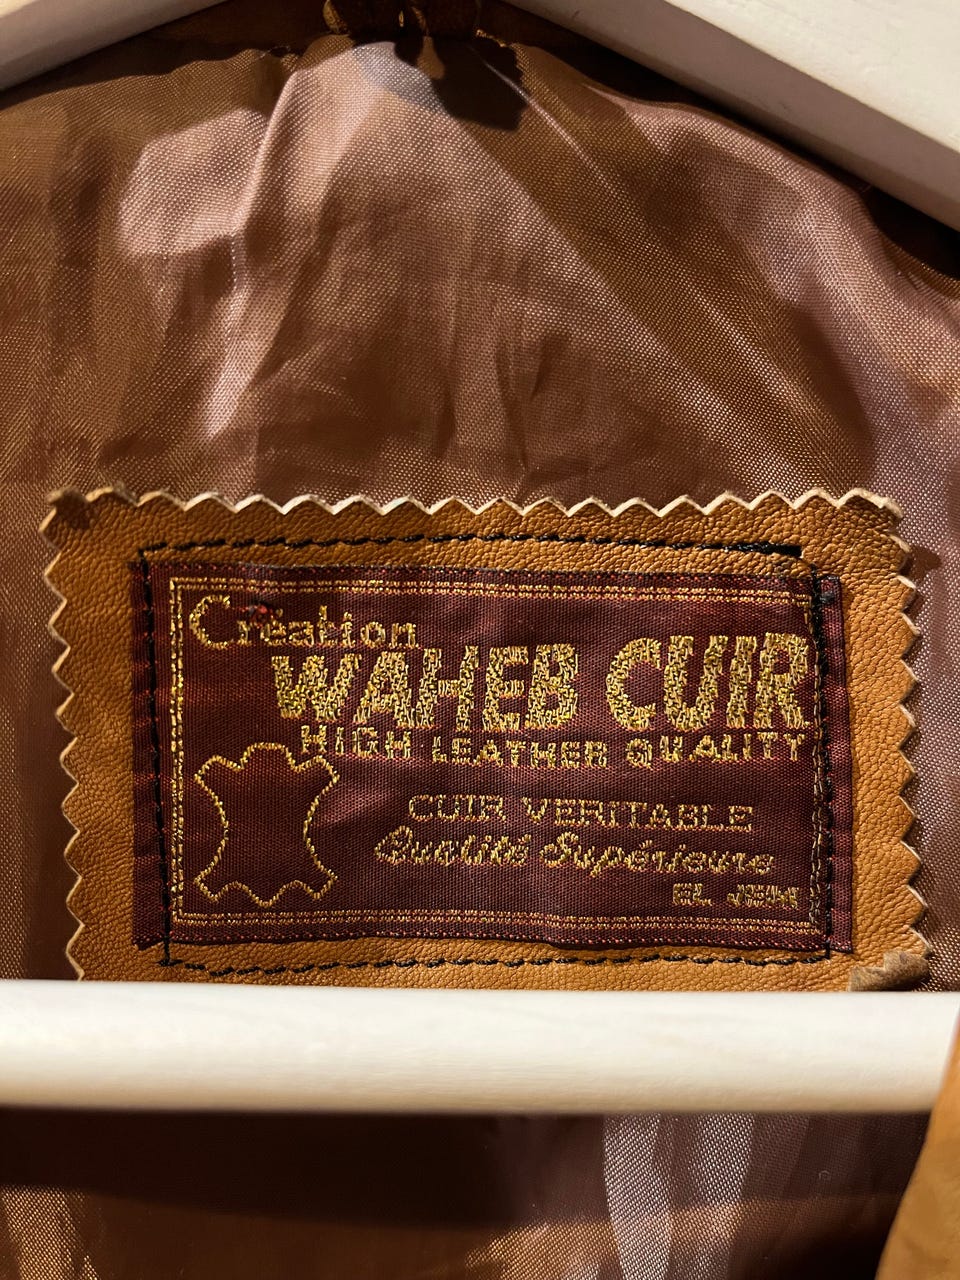 Création
WAHEB CUIR
HIGH LEATHER QUALITY
CUIR VERITABLE
Qualité Supérieure
EL JEM